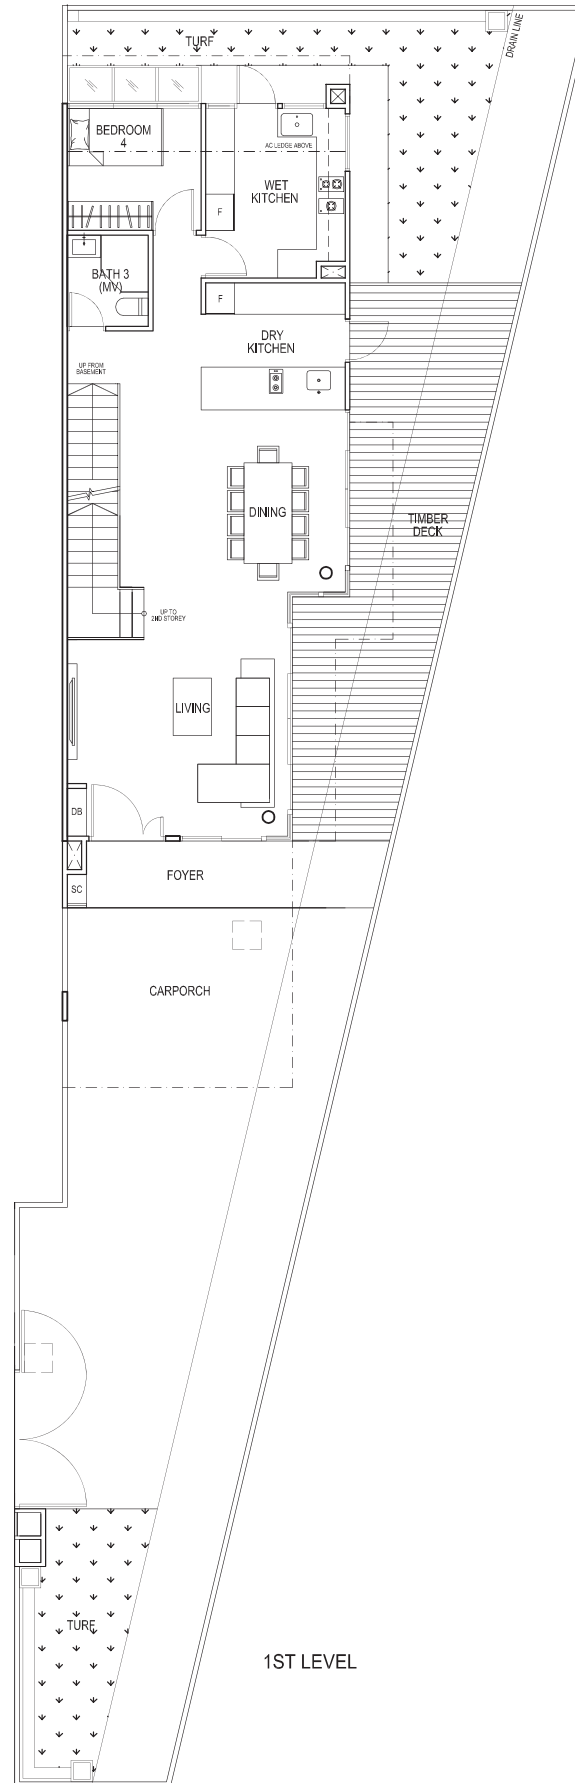 TURF
DRAIN LINE
BEDROOM
4
AC LEDGE ABOVE
WET
KITCHEN
F
BATH 3
(MV)
F
DRY
KITCHEN
UP FROM
BASEMENT
DINING
TIMBER
DECK
UP TO
2ND STOREY
LIVING
DB
FOYER
SC
CARPORCH
TURF
1ST LEVEL